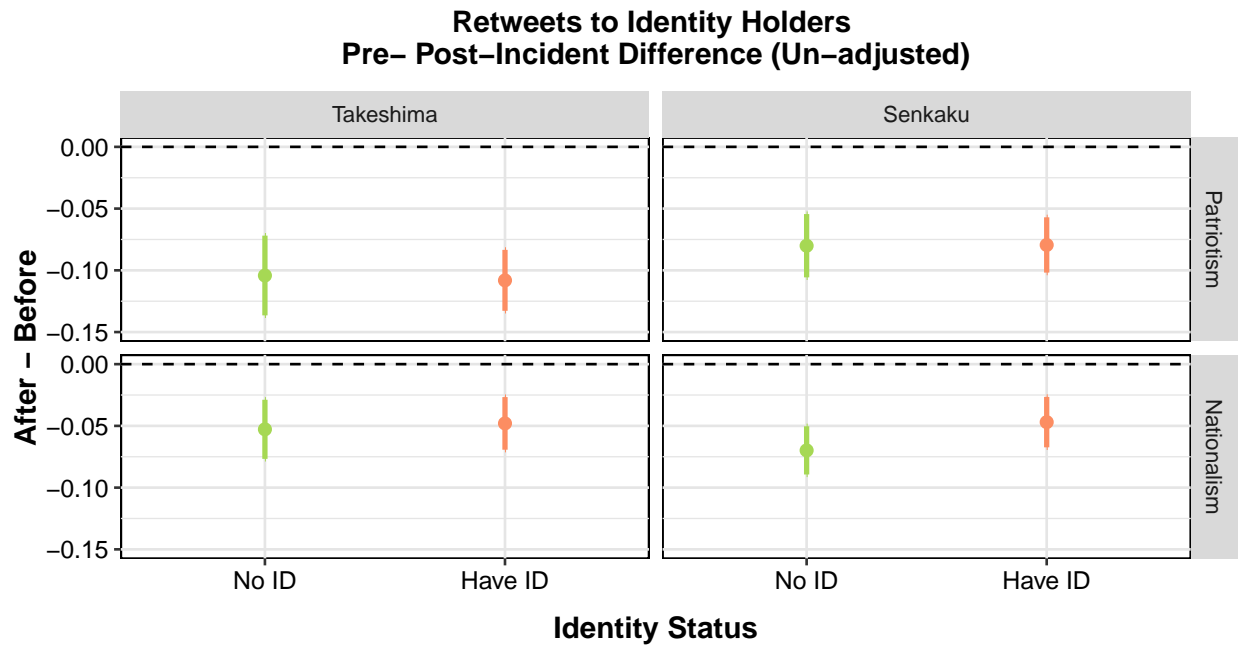 Retweets to Identity Holders
Pre− Post−Incident Difference (Un−adjusted)
Takeshima
Senkaku
0.00
−0.05
−0.10
−0.15
Patriotism
0.00
−0.05
−0.10
−0.15
Nationalism
After − Before
No ID
Have ID
No ID
Have ID
Identity Status